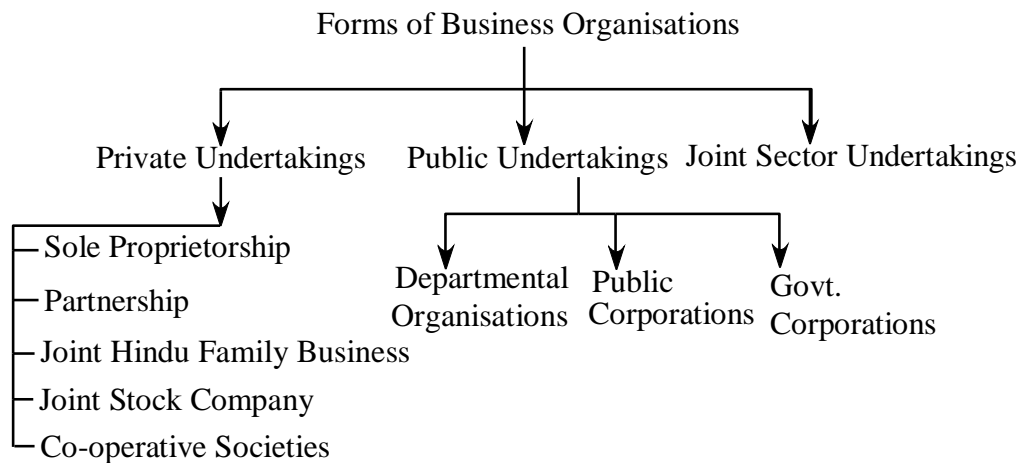 Forms of Business Organisations
Private Undertakings
Public Undertakings
Joint Sector Undertakings
Sole Proprietorship
Partnership
Joint Hindu Family Business
Joint Stock Company
Co-operative Societies
Departmental
Organisations
Public
Corporations
Govt.
Corporations